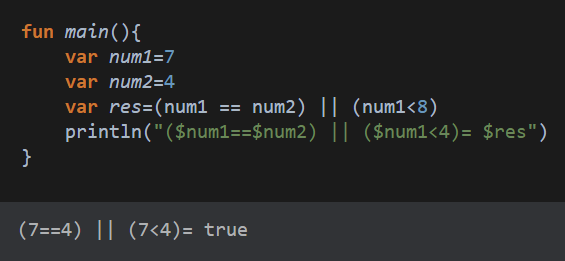 fun main(){
    var num1=7
    var num2=4
    var res=(num1 == num2) || (num1<8)
    println("($num1==$num2) || ($num1<4)= $res")
}
(7==4) || (7<4)= true